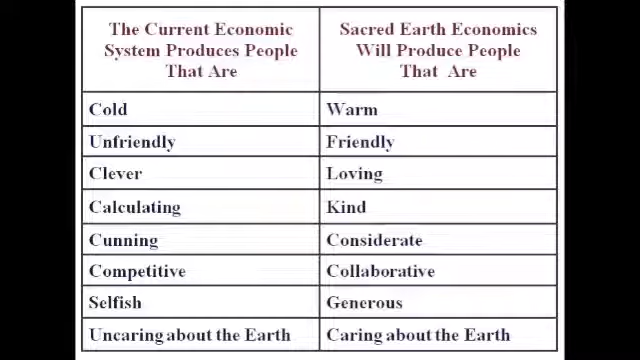 The Current Economic
System Produces People
That Are
Sacred Earth Economics
Will Produce People
That Are
Cold
Warm
Unfriendly
Friendly
Clever
Loving
Calculating
Kind
Cunning
Considerate
Competitive
Collaborative
Selfish
Generous
Uncaring about the Earth
Caring about the Earth